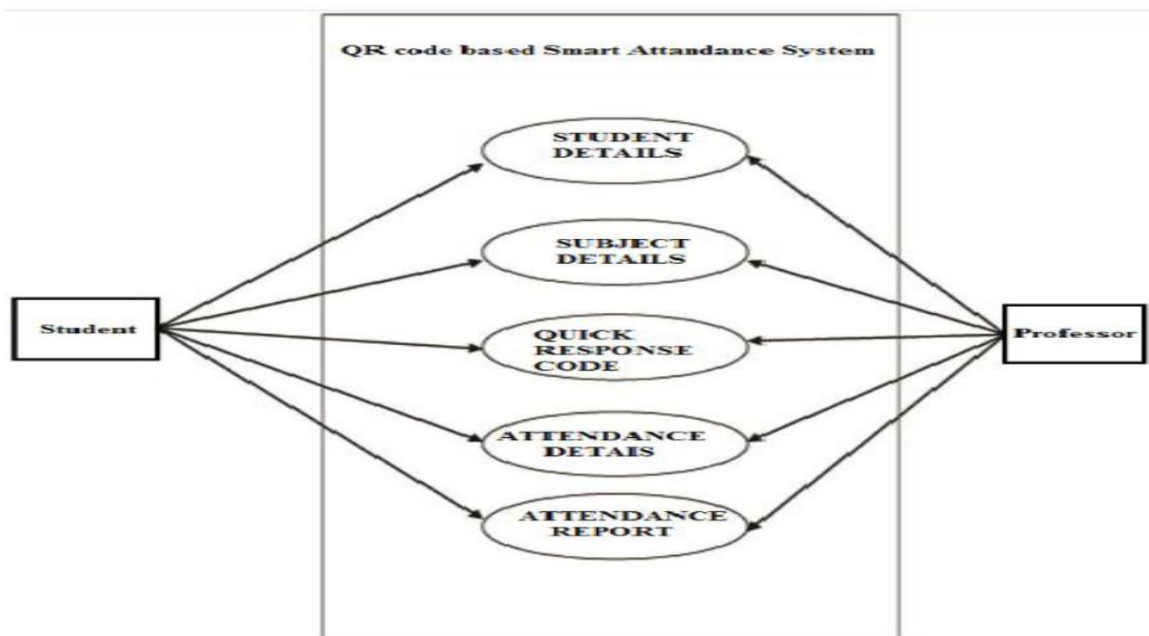 QR code based Smart Attandance System
STUDENT
DETAILS
SUBJECT
DETAILS
Student
QUICK
RESPONSE
CODE
Professor
ATTENDANCE
DETAIS
ATTENDANCE
REPORT